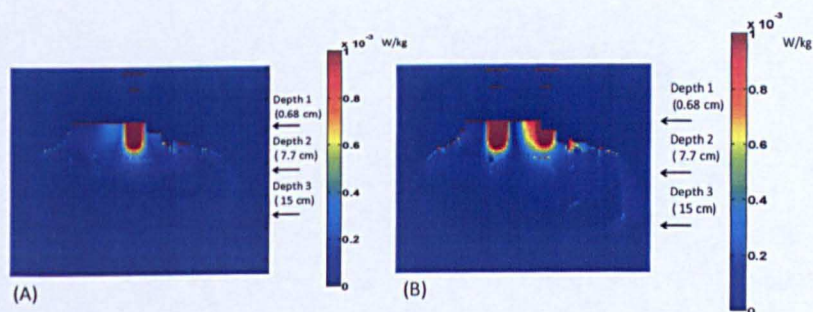 x 10⁻³
W/kg
1
0.8
0.6
0.4
0.2
0
Depth 1
(0.68 cm)
Depth 2
( 7.7 cm)
Depth 3
( 15 cm)
(A)
x 10⁻³
W/kg
1
0.8
0.6
0.4
0.2
0
Depth 1
(0.68 cm)
Depth 2
( 7.7 cm)
Depth 3
( 15 cm)
(B)